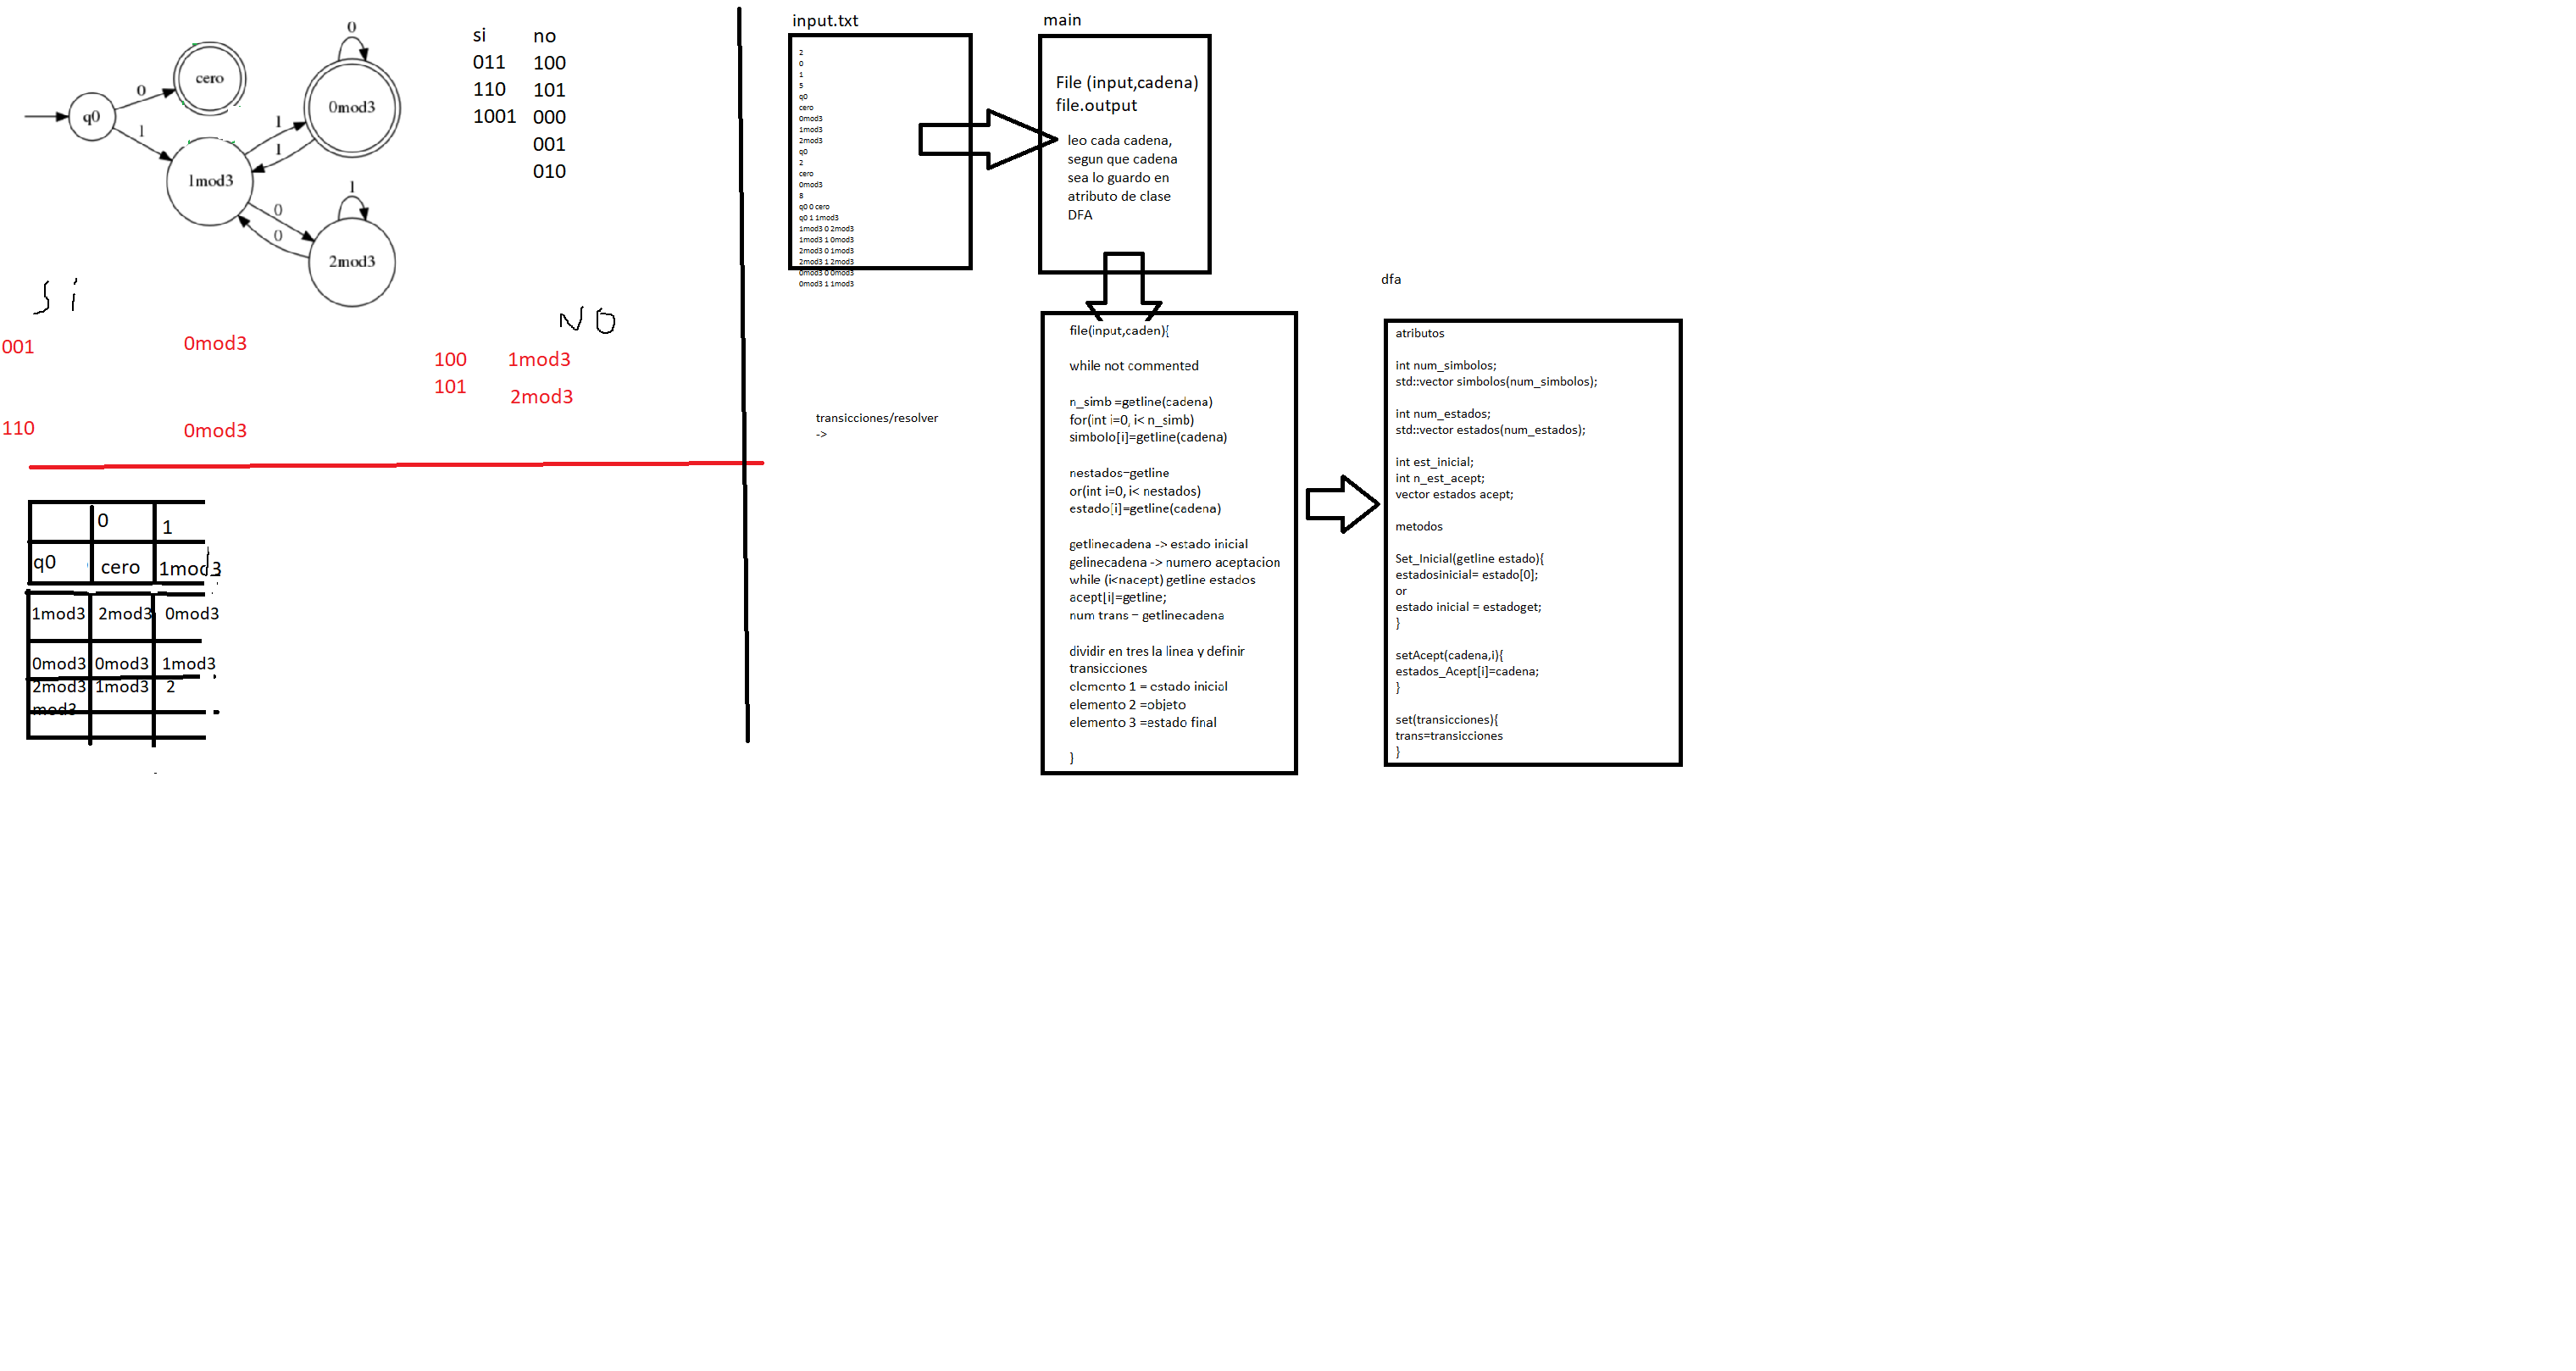 0
cero
0
q0
1
0mod3
1
1
1mod3
1
0
0
2mod3
si no
011 100
110 101
1001 000
001
010
si
NO
001 0mod3
100 1mod3
101 2mod3
110 0mod3
0 1
q0 cero 1mod3
1mod3 2mod3 0mod3
0mod3 0mod3 1mod3
2mod3 1mod3 2
mod3
input.txt
2
0
1
5
q0
cero
0mod3
1mod3
2mod3
q0
2
cero
0mod3
8
q0 0 cero
q0 1 1mod3
1mod3 0 2mod3
1mod3 1 0mod3
2mod3 0 1mod3
2mod3 1 2mod3
0mod3 0 0mod3
0mod3 1 1mod3
transicciones/resolver
->
main
File (input,cadena)
file.output
leo cada cadena,
segun que cadena
sea lo guardo en
atributo de clase
DFA
file(input,caden){
while not commented
n_simb =getline(cadena)
for(int i=0, i< n_simb)
simbolo[i]=getline(cadena)
nestados=getline
or(int i=0, i< nestados)
estado[i]=getline(cadena)
getlinecadena -> estado inicial
gelinecadena -> numero aceptacion
while (i<nacept) getline estados
acept[i]=getline;
num trans = getlinecadena
dividir en tres la linea y definir
transicciones
elemento 1 = estado inicial
elemento 2 =objeto
elemento 3 =estado final
}
dfa
atributos
int num_simbolos;
std::vector simbolos(num_simbolos);
int num_estados;
std::vector estados(num_estados);
int est_inicial;
int n_est_acept;
vector estados acept;
metodos
Set_Inicial(getline estado){
estadosinicial= estado[0];
or
estado inicial = estadoget;
}
setAcept(cadena,i){
estados_Acept[i]=cadena;
}
set(transicciones){
trans=transicciones
}